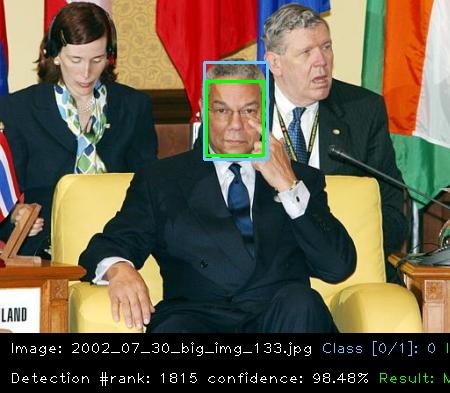 LAND
Image: 2002_07_30_big_img_133.jpg Class [0/1]: 0
Detection #rank: 1815 confidence: 98.48% Result: